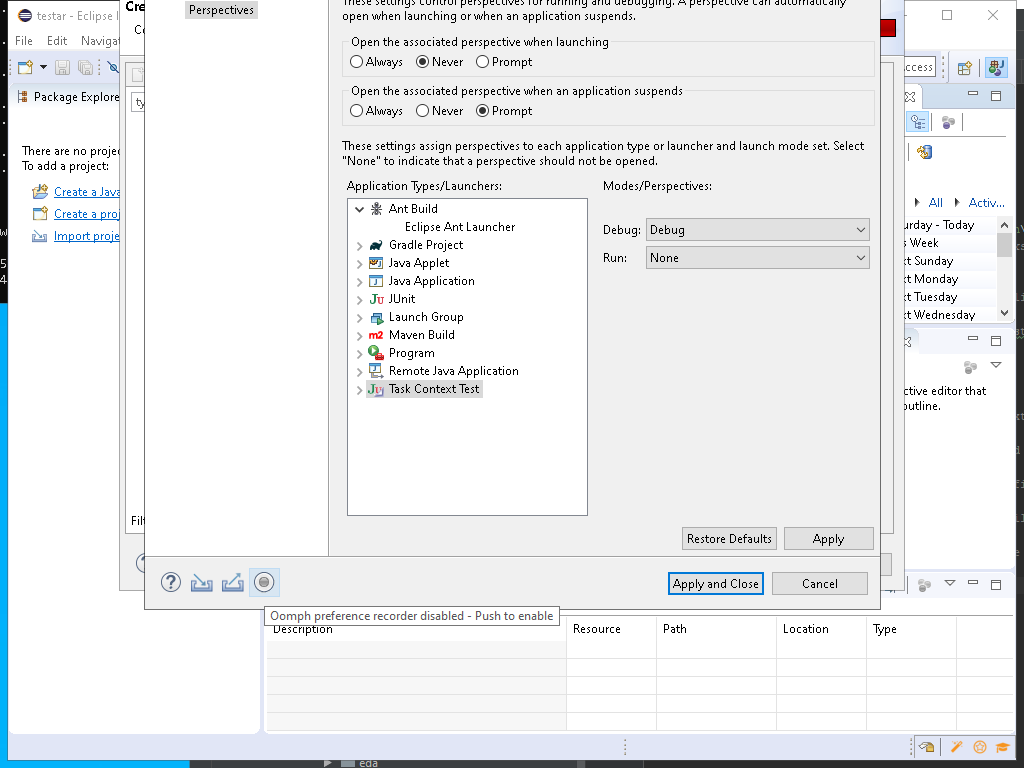 testar - Eclipse I
Cre
Perspectives
These settings control perspectives for running and debugging. A perspective can automatically
open when launching or when an application suspends.
File Edit Navigat
Open the associated perspective when launching
Always Never Prompt
ccess
Package Explore
ty
Open the associated perspective when an application suspends
Always Never Prompt
There are no projec
To add a project:
Create a Java
Create a proj
Import proje
These settings assign perspectives to each application type or launcher and launch mode set. Select
"None" to indicate that a perspective should not be opened.
Application Types/Launchers: Modes/Perspectives:
Ant Build
Eclipse Ant Launcher
Gradle Project
Java Applet
Java Application
JUnit
Launch Group
Maven Build
Program
Remote Java Application
Task Context Test
Debug: Debug
Run: None
All Activ...
urday - Today
s Week
xt Sunday
xt Monday
xt Tuesday
xt Wednesday
ctive editor that
outline.
Filt
Restore Defaults Apply
Apply and Close Cancel
Oomph preference recorder disabled - Push to enable
Description Resource Path Location Type
eda